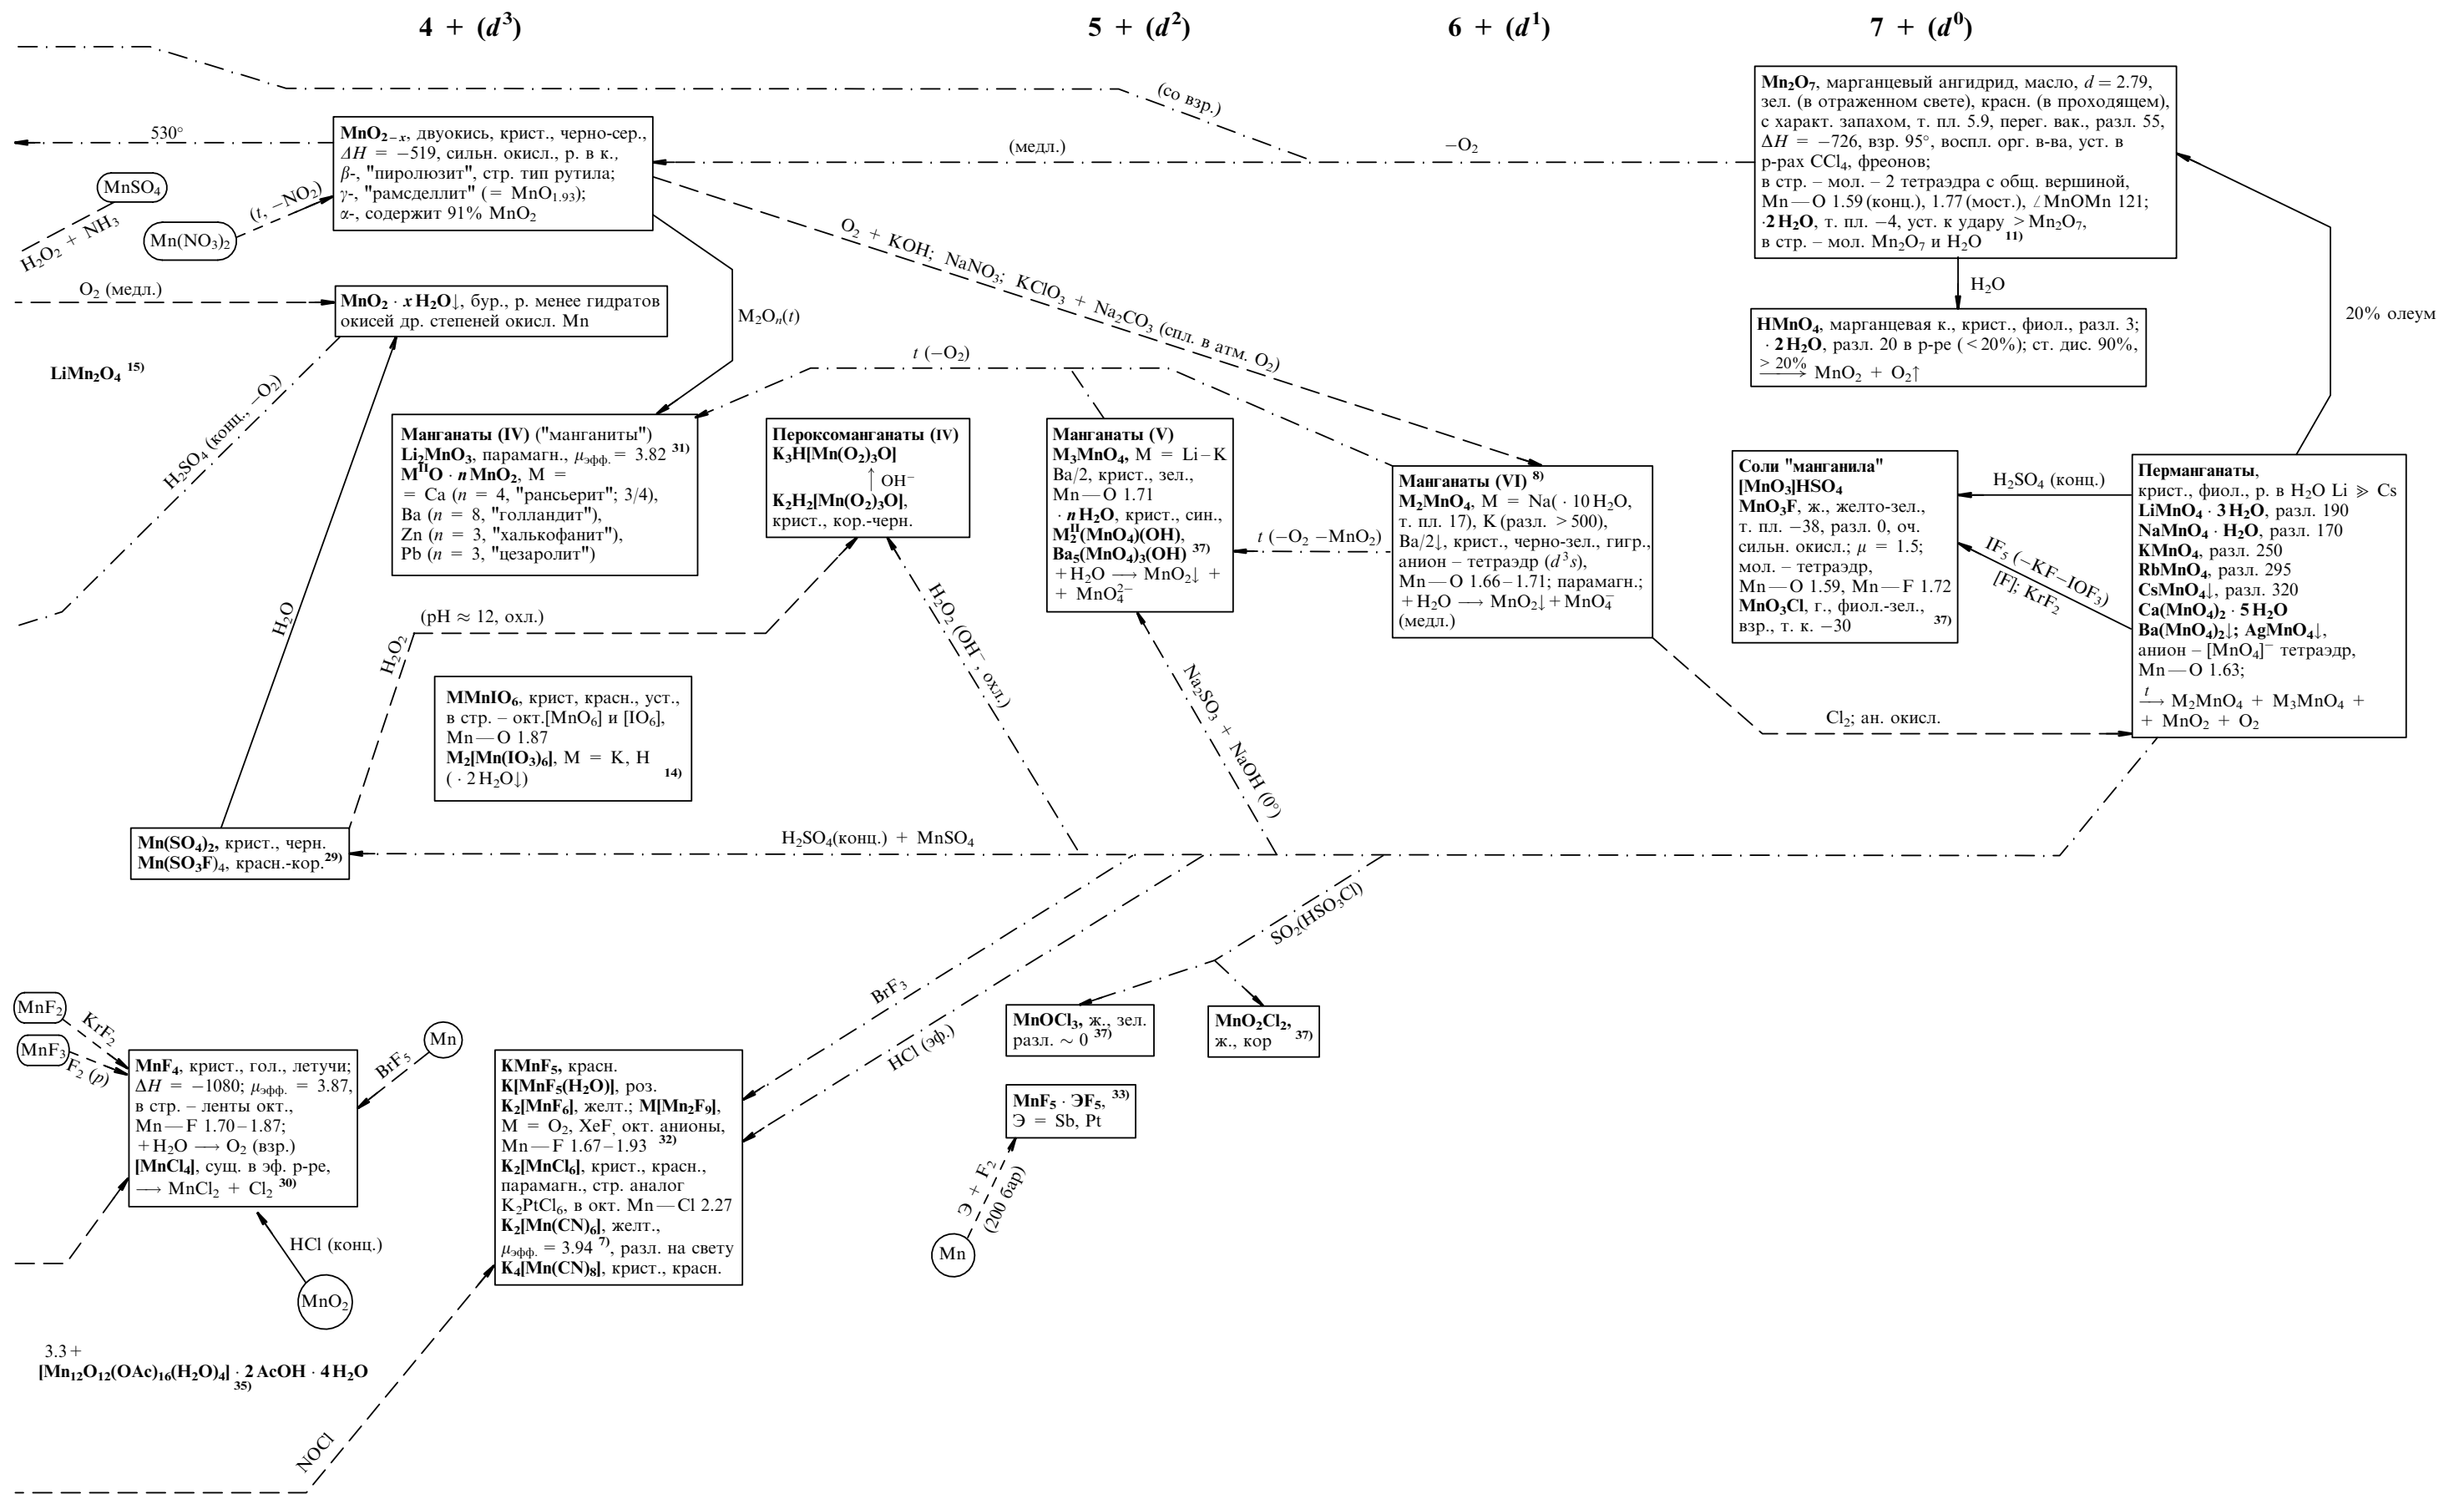 4 + (d³)
5 + (d²)
6 + (d¹)
7 + (d⁰)
(со взр.)
530°
(медл.)
−O₂
MnO₂₋ₓ, двуокись, крист., черно-сер.,
ΔH = −519, сильн. окисл., р. в к.,
β-, "пиролюзит", стр. тип рутила;
γ-, "рамсделлит" (= MnO₁.₉₃);
α-, содержит 91% MnO₂
MnSO₄
H₂O₂ + NH₃
Mn(NO₃)₂
(t, −NO₂)
O₂ (медл.)
MnO₂ · xH₂O↓, бур., р. менее гидратов
окисей др. степеней окисл. Mn
M₂Oₙ(t)
O₂ + KOH; NaNO₃; KClO₃ + Na₂CO₃ (спл. в атм. O₂)
Mn₂O₇, марганцевый ангидрид, масло, d = 2.79,
зел. (в отраженном свете), красн. (в проходящем),
с характ. запахом, т. пл. 5.9, перег. вак., разл. 55,
ΔH = −726, взр. 95°, воспл. орг. в-ва, уст. в
р-рах CCl₄, фреонов;
в стр. – мол. – 2 тетраэдра с общ. вершиной,
Mn—O 1.59 (конц.), 1.77 (мост.), ∠MnOMn 121;
·2H₂O, т. пл. −4, уст. к удару > Mn₂O₇,
в стр. – мол. Mn₂O₇ и H₂O ¹¹⁾
H₂O
20% олеум
HMnO₄, марганцевая к., крист., фиол., разл. 3;
· 2H₂O, разл. 20 в р-ре (<20%); ст. дис. 90%,
> 20%
⟶ MnO₂ + O₂↑
LiMn₂O₄ ¹⁵⁾
H₂SO₄ (конц., −O₂)
t (−O₂)
Манганаты (IV) ("манганиты")
Li₂MnO₃, парамагн., μэфф. = 3.82 ³¹⁾
MᴵᴵO · nMnO₂, M =
= Ca (n = 4, "рансьерит"; 3/4),
Ba (n = 8, "голландит"),
Zn (n = 3, "халькофанит"),
Pb (n = 3, "цезаролит")
Пероксоманганаты (IV)
K₃H[Mn(O₂)₃O]
↑ OH⁻
K₂H₂[Mn(O₂)₃O],
крист., кор.-черн.
Манганаты (V)
M₃MnO₄, M = Li–K
Ba/2, крист., зел.,
Mn—O 1.71
· nH₂O, крист., син.,
M₂ᴵᴵ(MnO₄)(OH),
Ba₅(MnO₄)₃(OH) ³⁷⁾
+H₂O ⟶ MnO₂↓ +
+ MnO₄²⁻
t (−O₂ −MnO₂)
Манганаты (VI) ⁸⁾
M₂MnO₄, M = Na( · 10H₂O,
т. пл. 17), K (разл. >500),
Ba/2↓, крист., черно-зел., гигр.,
анион – тетраэдр (d³s),
Mn—O 1.66–1.71; парамагн.;
+H₂O ⟶ MnO₂↓+MnO₄⁻
(медл.)
Соли "манганила"
[MnO₃]HSO₄
MnO₃F, ж., желто-зел.,
т. пл. −38, разл. 0, оч.
сильн. окисл.; μ = 1.5;
мол. – тетраэдр,
Mn—O 1.59, Mn—F 1.72
MnO₃Cl, г., фиол.-зел.,
взр., т. к. −30 ³⁷⁾
H₂SO₄ (конц.)
IF₅ (−KF−IOF₃)
[F]; KrF₂
Перманганаты,
крист., фиол., р. в H₂O Li ≫ Cs
LiMnO₄ · 3H₂O, разл. 190
NaMnO₄ · H₂O, разл. 170
KMnO₄, разл. 250
RbMnO₄, разл. 295
CsMnO₄↓, разл. 320
Ca(MnO₄)₂ · 5H₂O
Ba(MnO₄)₂↓; AgMnO₄↓,
анион – [MnO₄]⁻ тетраэдр,
Mn—O 1.63;
t
⟶ M₂MnO₄ + M₃MnO₄ +
+ MnO₂ + O₂
H₂O
H₂O₂
(pH ≈ 12, охл.)
H₂O₂ (OH⁻, охл.)
Na₂SO₃ + NaOH (0°)
Cl₂; ан. окисл.
MMnIO₆, крист, красн., уст.,
в стр. – окт.[MnO₆] и [IO₆],
Mn—O 1.87
M₂[Mn(IO₃)₆], M = K, H
( · 2H₂O↓) ¹⁴⁾
Mn(SO₄)₂, крист., черн.
Mn(SO₃F)₄, красн.-кор.²⁹⁾
H₂SO₄(конц.) + MnSO₄
BrF₃
HCl (эф.)
SO₂(HSO₃Cl)
MnF₂
KrF₂
MnF₃
F₂ (p)
Mn
BrF₅
MnF₄, крист., гол., летучи;
ΔH = −1080; μэфф. = 3.87,
в стр. – ленты окт.,
Mn—F 1.70–1.87;
+H₂O ⟶ O₂ (взр.)
[MnCl₄], сущ. в эф. р-ре,
⟶ MnCl₂ + Cl₂ ³⁰⁾
HCl (конц.)
MnO₂
KMnF₅, красн.
K[MnF₅(H₂O)], роз.
K₂[MnF₆], желт.; M[Mn₂F₉],
M = O₂, XeF, окт. анионы,
Mn—F 1.67–1.93 ³²⁾
K₂[MnCl₆], крист., красн.,
парамагн., стр. аналог
K₂PtCl₆, в окт. Mn—Cl 2.27
K₂[Mn(CN)₆], желт.,
μэфф. = 3.94 ⁷⁾, разл. на свету
K₄[Mn(CN)₈], крист., красн.
MnOCl₃, ж., зел.
разл. ~ 0 ³⁷⁾
MnO₂Cl₂,
ж., кор ³⁷⁾
MnF₅ · ЭF₅, ³³⁾
Э = Sb, Pt
Э + F₂
(200 бар)
Mn
3.3+
[Mn₁₂O₁₂(OAc)₁₆(H₂O)₄] · 2AcOH · 4H₂O
³⁵⁾
NOCl